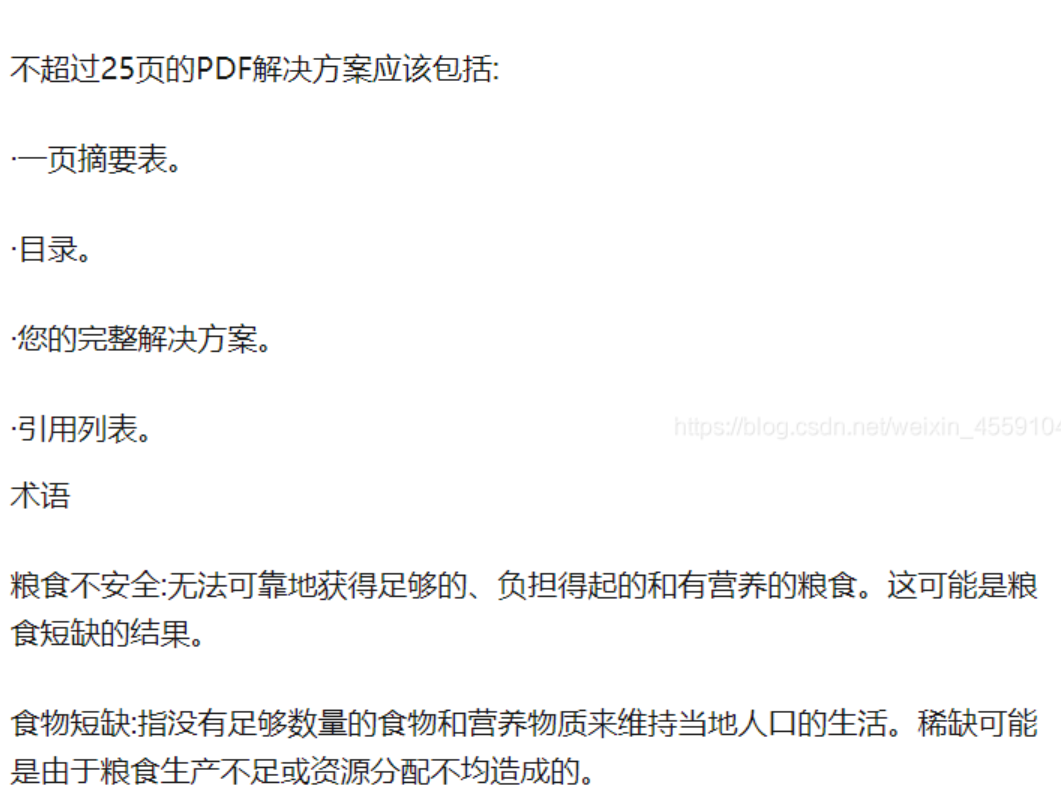 不超过25页的PDF解决方案应该包括:
·一页摘要表。
·目录。
·您的完整解决方案。
·引用列表。
https://blog.csdn.net/weixin_455910
术语
粮食不安全:无法可靠地获得足够的、负担得起的和有营养的粮食。这可能是粮
食短缺的结果。
食物短缺:指没有足够数量的食物和营养物质来维持当地人口的生活。稀缺可能
是由于粮食生产不足或资源分配不均造成的。